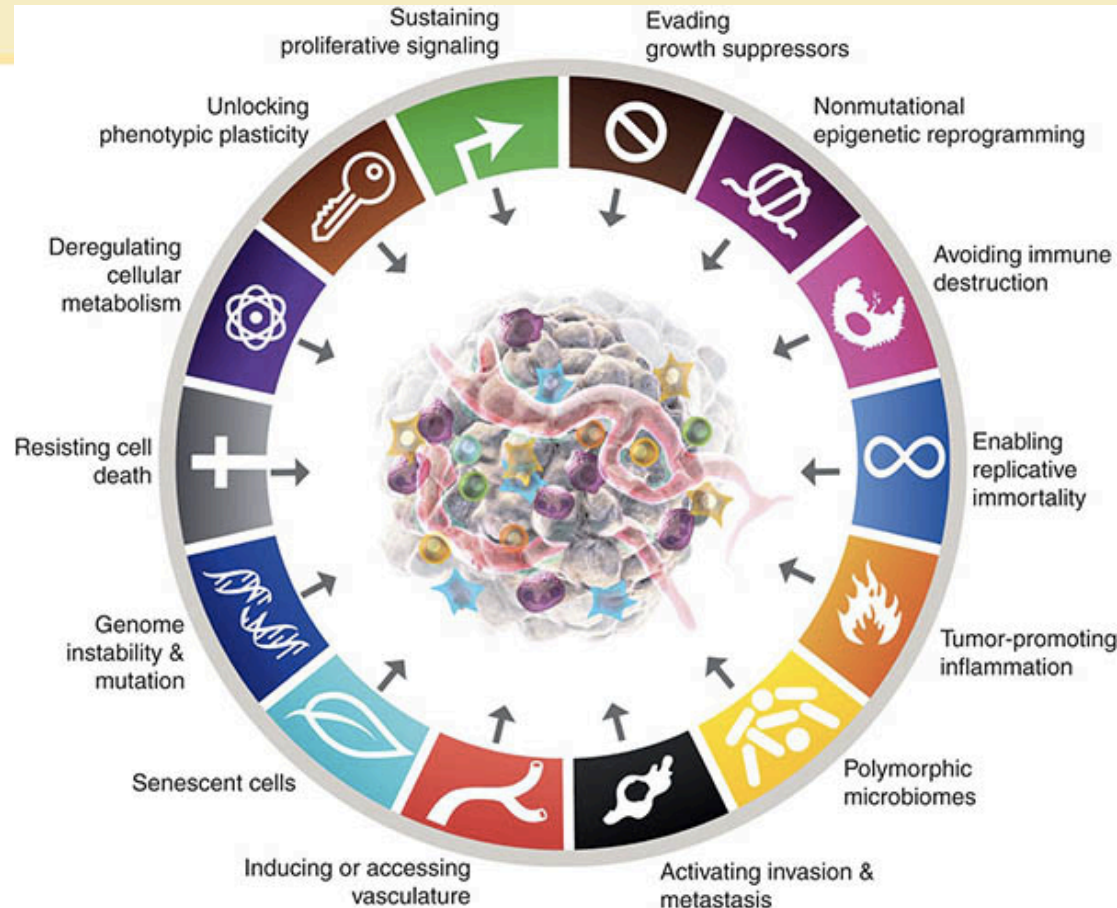 Sustaining
proliferative signaling
Evading
growth suppressors
Nonmutational
epigenetic reprogramming
Avoiding immune
destruction
Enabling
replicative
immortality
Tumor-promoting
inflammation
Polymorphic
microbiomes
Activating invasion &
metastasis
Inducing or accessing
vasculature
Senescent cells
Genome
instability &
mutation
Resisting cell
death
Deregulating
cellular
metabolism
Unlocking
phenotypic plasticity